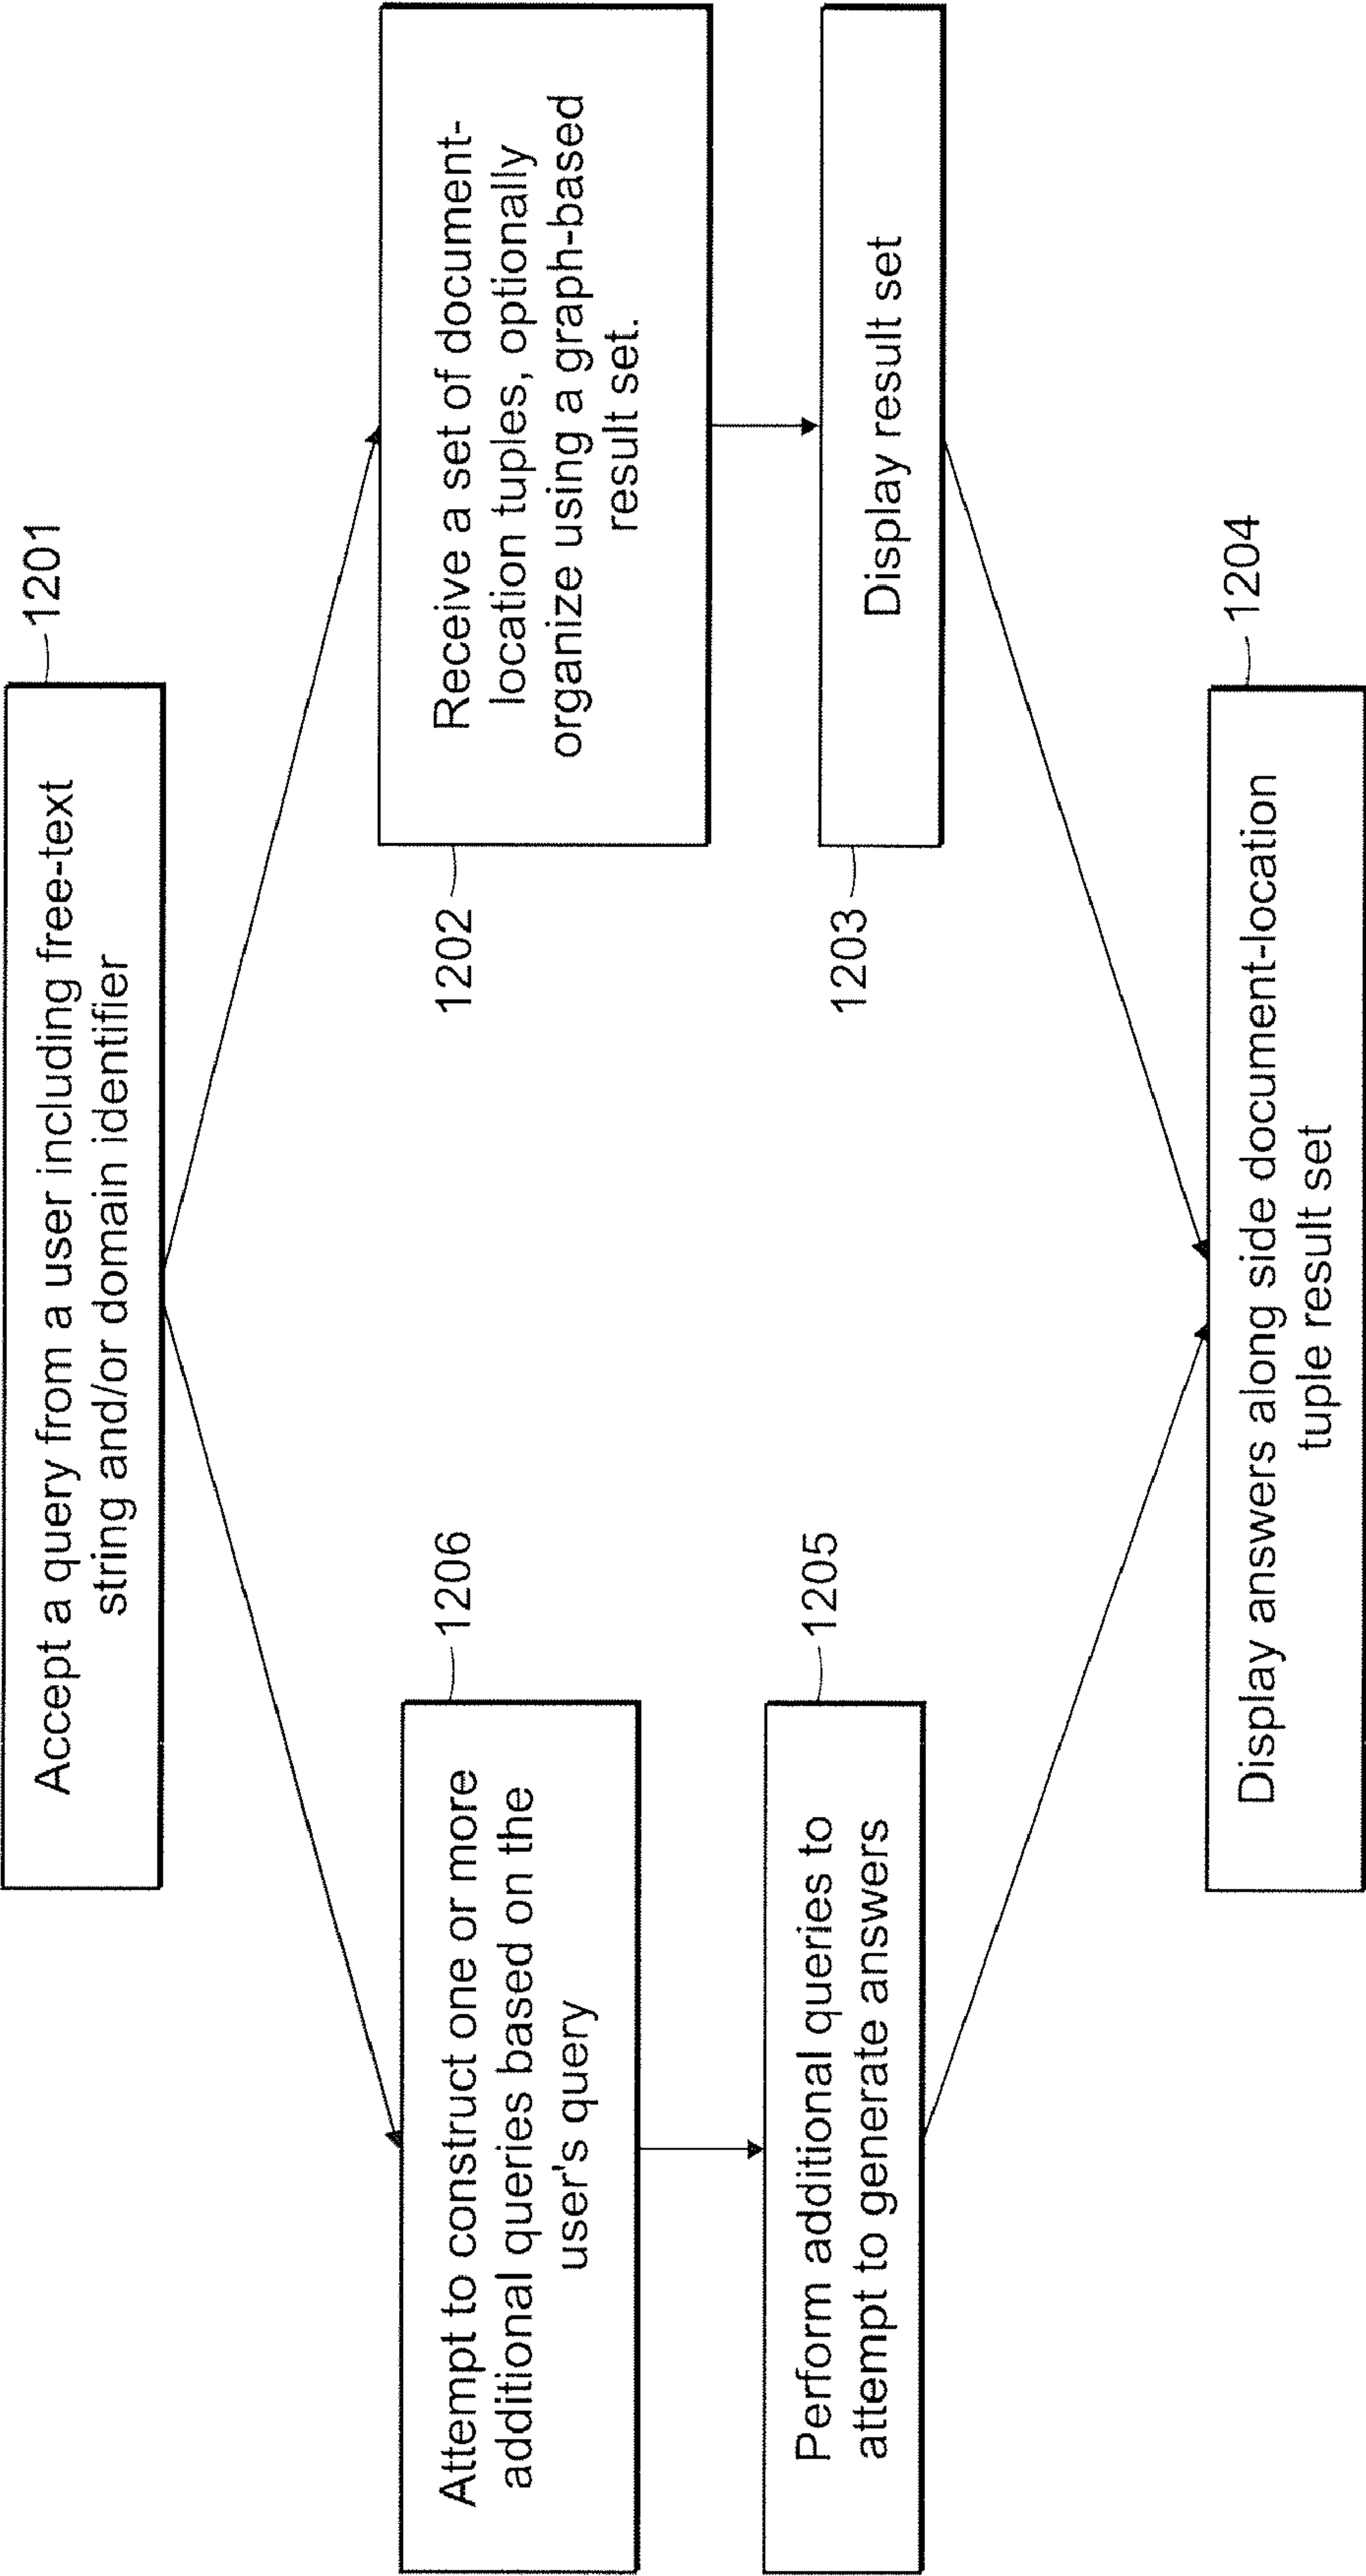 Accept a query from a user including free-text
string and/or domain identifier
1201
Attempt to construct one or more
additional queries based on the
user's query
1206
Receive a set of document-
location tuples, optionally
organize using a graph-based
result set.
1202
Perform additional queries to
attempt to generate answers
1205
Display result set
1203
Display answers along side document-location
tuple result set
1204